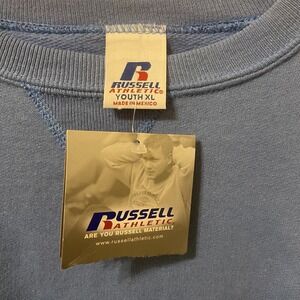 RUSSELL
ATHLETIC®
YOUTH XL
MADE IN MEXICO
RUSSELL
ATHLETIC
ARE YOU RUSSELL MATERIAL?
www.russellathletic.com